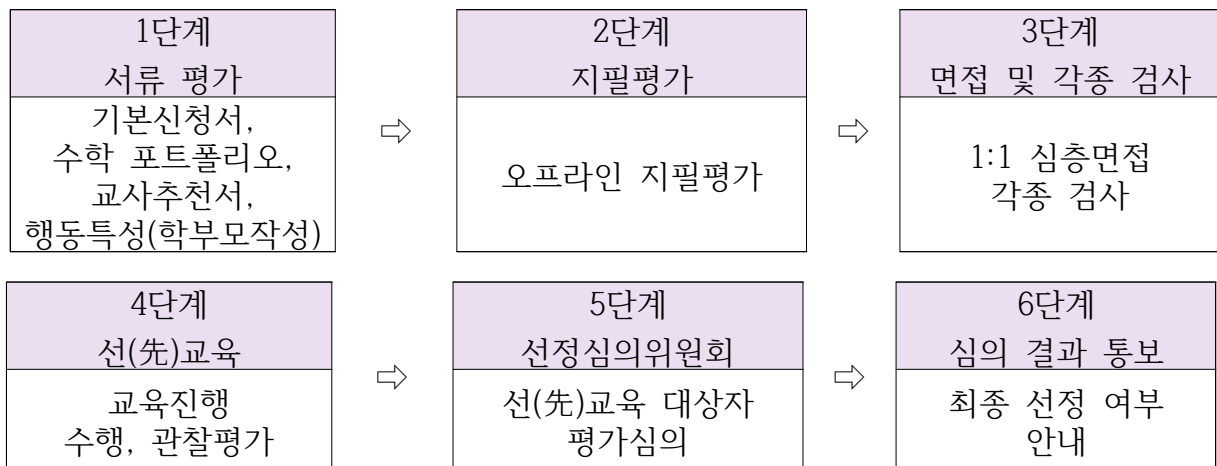 1단계
서류 평가
기본신청서,
수학 포트폴리오,
교사추천서,
행동특성(학부모작성)
⇨
2단계
지필평가
오프라인 지필평가
⇨
3단계
면접 및 각종 검사
1:1 심층면접
각종 검사
4단계
선(先)교육
교육진행
수행, 관찰평가
⇨
5단계
선정심의위원회
선(先)교육 대상자
평가심의
⇨
6단계
심의 결과 통보
최종 선정 여부
안내